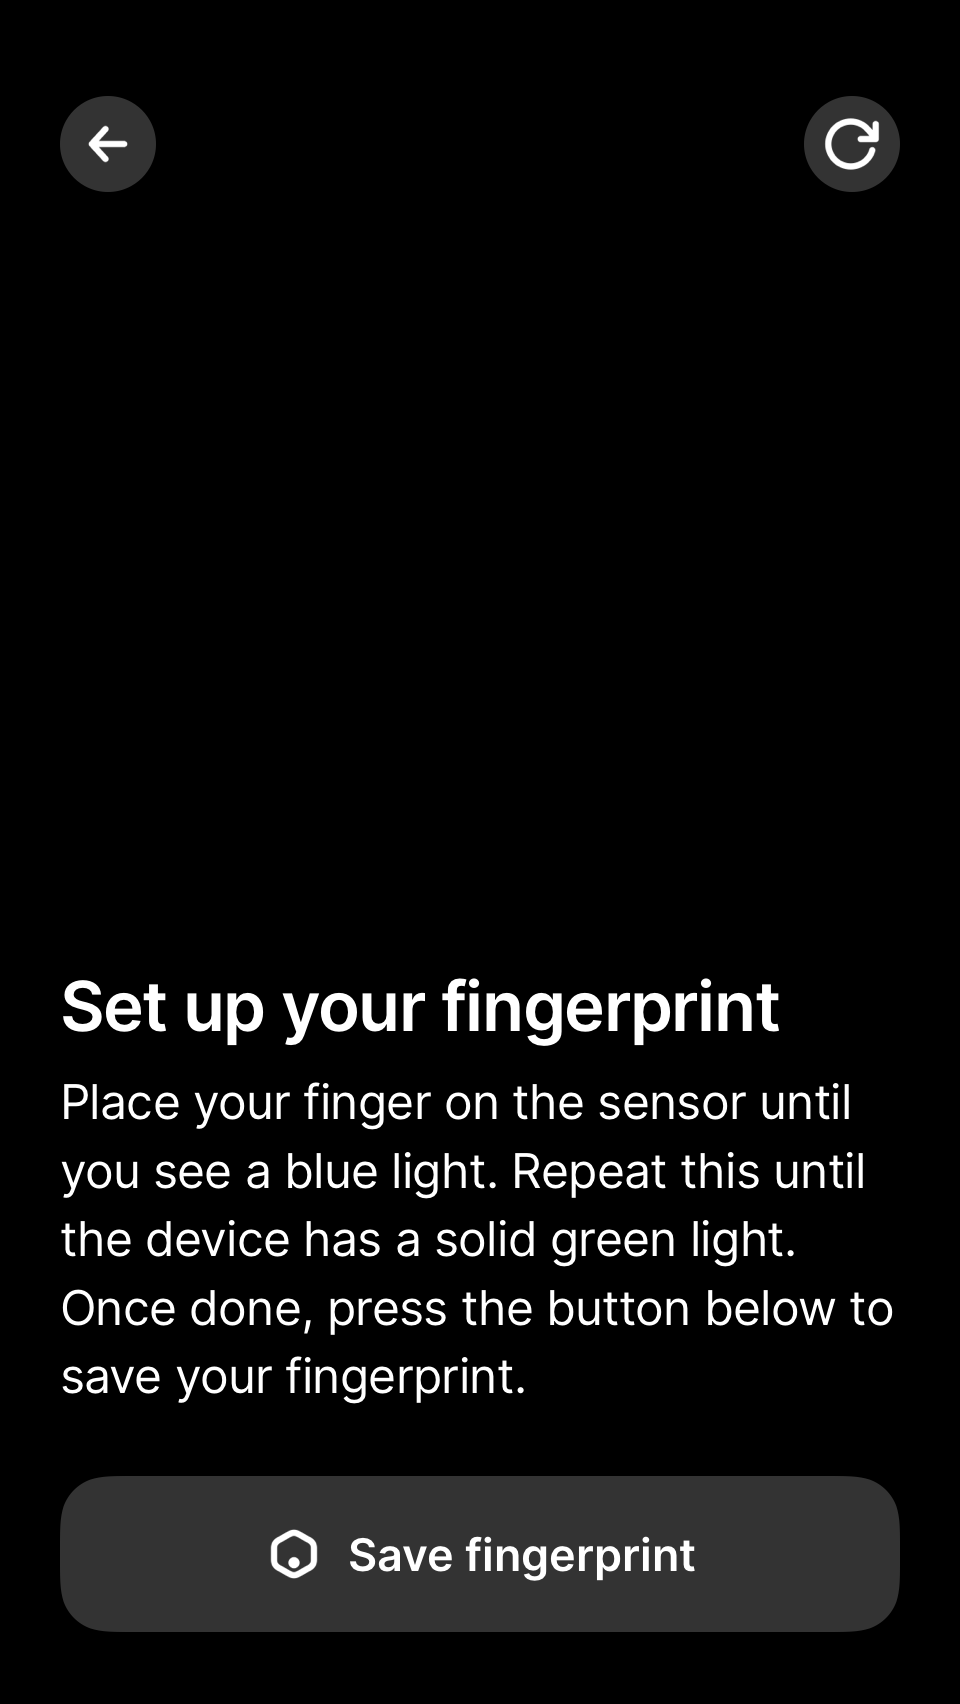 Set up your fingerprint
Place your finger on the sensor until
you see a blue light. Repeat this until
the device has a solid green light.
Once done, press the button below to
save your fingerprint.
Save fingerprint